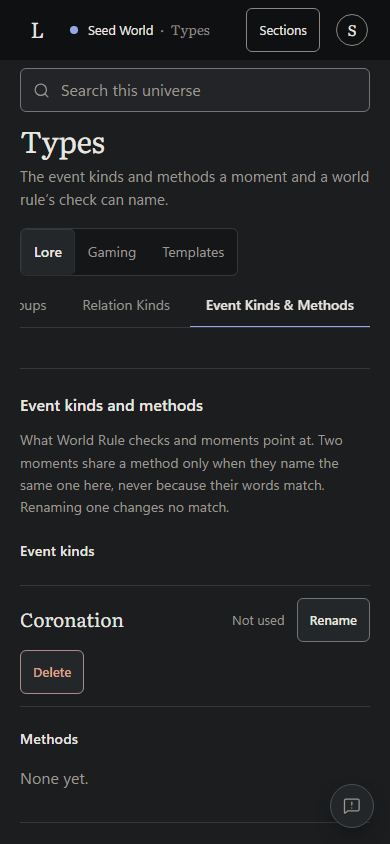 L
Seed World · Types
Sections
S
Search this universe
Types
The event kinds and methods a moment and a world
rule's check can name.
Lore
Gaming
Templates
Relation Kinds
Event Kinds & Methods
Event kinds and methods
What World Rule checks and moments point at. Two
moments share a method only when they name the
same one here, never because their words match.
Renaming one changes no match.
Event kinds
Coronation
Not used
Rename
Delete
Methods
None yet.